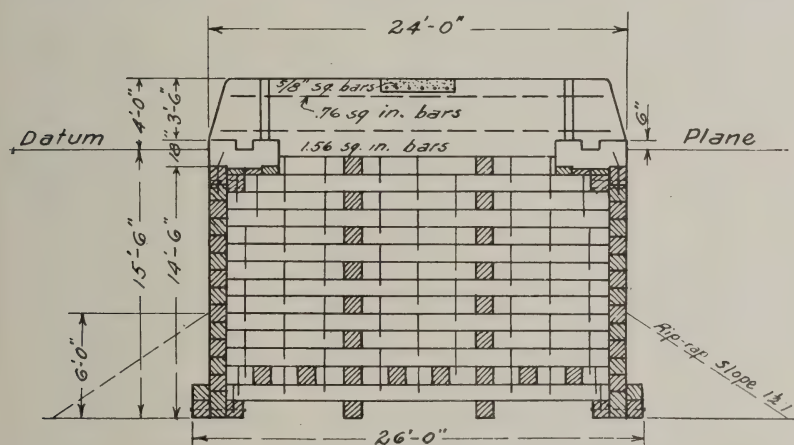 24'-0"
5/8" sq. bars
.76 sq in. bars
4'-0"
3'-6"
6"
Datum
Plane
18"
1.56 sq. in. bars
15'-6"
14'-6"
6'-0"
Rip-rap slope 1½:1
26'-0"